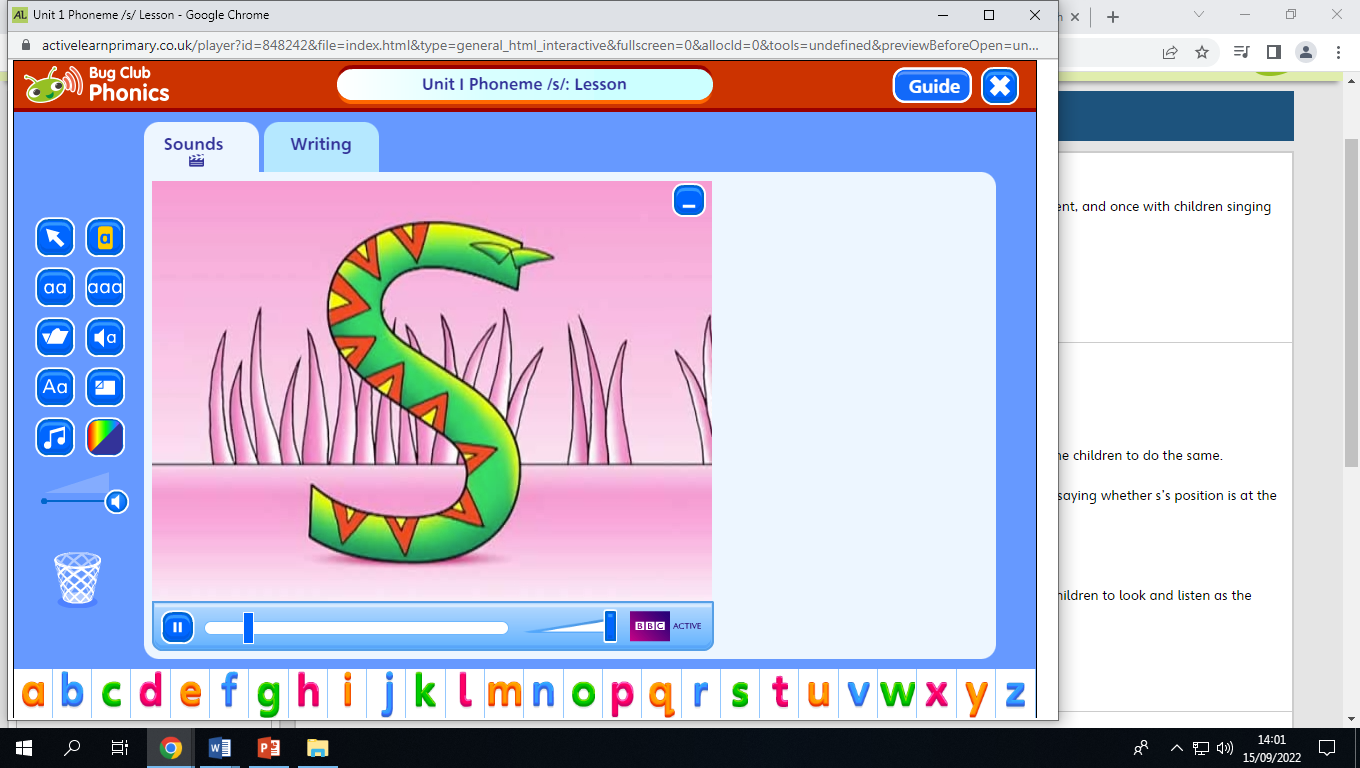 Unit 1 Phoneme /s/ Lesson - Google Chrome
activelearnprimary.co.uk/player?id=848242&file=index.html&type=general_html_interactive&fullscreen=0&allocId=0&tools=undefined&previewBeforeOpen=un...
Bug Club
Phonics
Unit 1 Phoneme /s/: Lesson
Guide
Sounds
Writing
a
aa
aaa
a
Aa
ent, and once with children singing
he children to do the same.
saying whether s's position is at the
hildren to look and listen as the
BBC ACTIVE
a b c d e f g h i j k l m n o p q r s t u v w x y z
14:01
15/09/2022